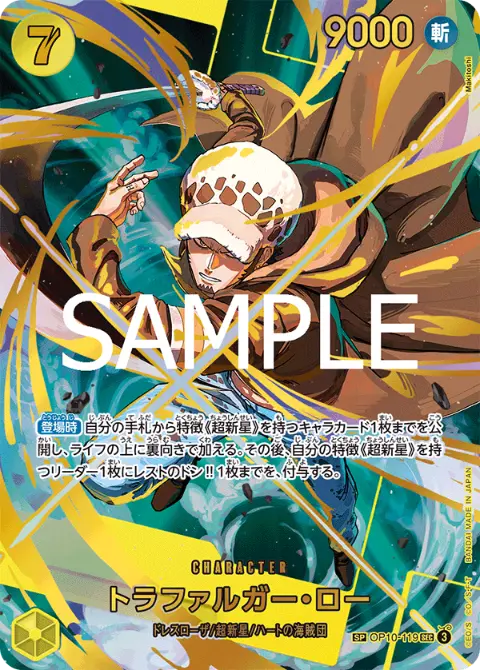 7
9000 斬
Makitoshi
SAMPLE
登場時 自分の手札から特徴《超新星》を持つキャラカード1枚までを公
開し、ライフの上に裏向きで加える。その後、自分の特徴《超新星》を持
つリーダー1枚にレストのドン!!1枚までを、付与する。
CHARACTER
トラファルガー・ロー
ドレスローザ/超新星/ハートの海賊団
SP OP10-119 SEC 3
BANDAI MADE IN JAPAN